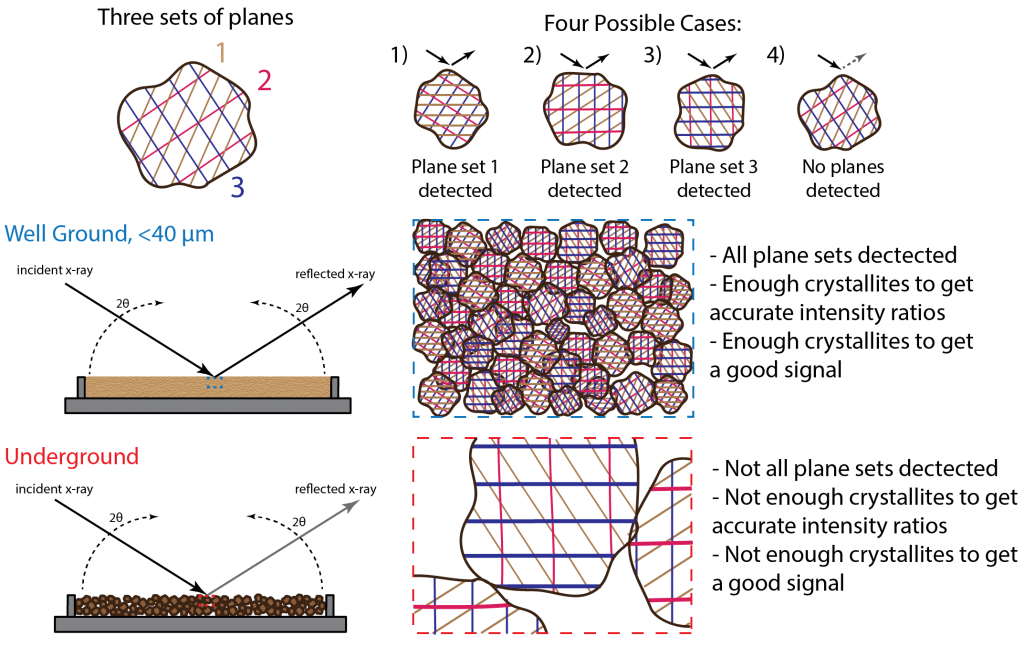 Three sets of planes
1
2
3
Four Possible Cases:
1)
2)
3)
4)
Plane set 1
detected
Plane set 2
detected
Plane set 3
detected
No planes
detected
Well Ground, <40 μm
incident x-ray
reflected x-ray
2θ
2θ
- All plane sets dectected
- Enough crystallites to get
accurate intensity ratios
- Enough crystallites to get
a good signal
Underground
incident x-ray
reflected x-ray
2θ
2θ
- Not all plane sets dectected
- Not enough crystallites to get
accurate intensity ratios
- Not enough crystallites to get
a good signal